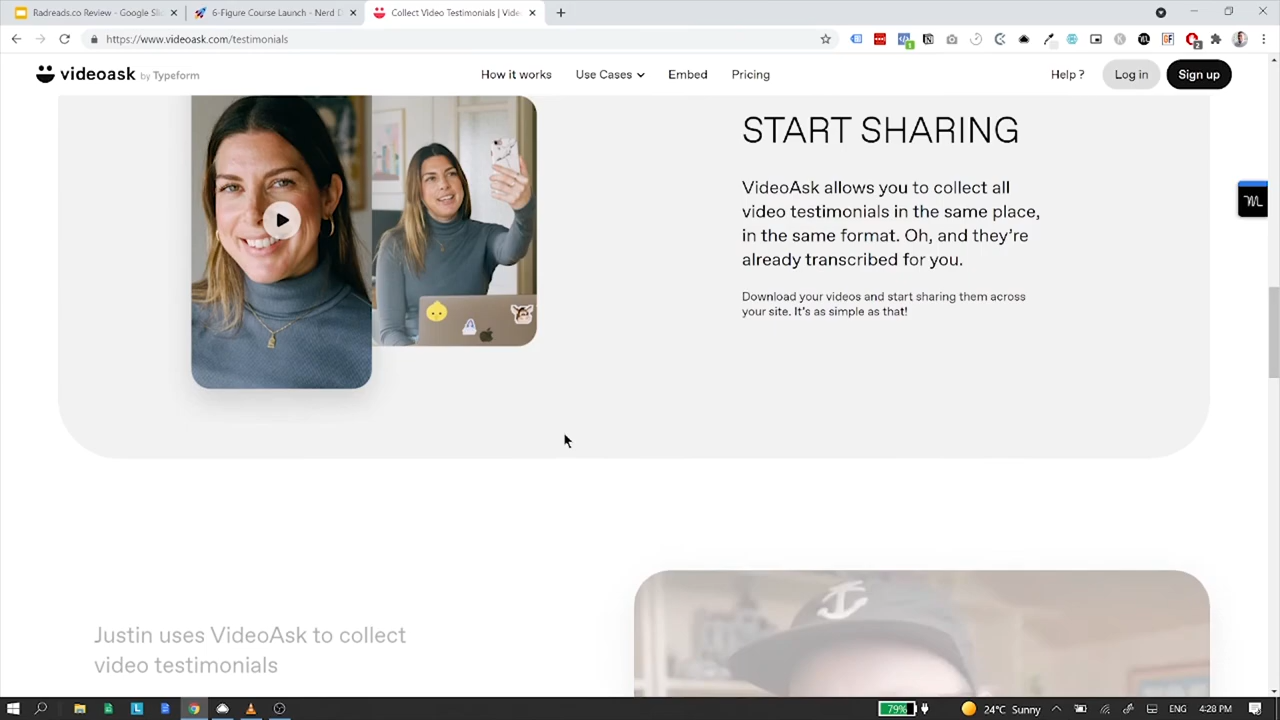 Radreads.co Review - Google Slid
6-Figure Course Launch - Nerd D
Collect Video Testimonials | Vide
https://www.videoask.com/testimonials
videoask by Typeform
How it works
Use Cases
Embed
Pricing
Help ?
Log in
Sign up
START SHARING
VideoAsk allows you to collect all
video testimonials in the same place,
in the same format. Oh, and they're
already transcribed for you.
Download your videos and start sharing them across
your site. It's as simple as that!
Justin uses VideoAsk to collect
video testimonials
79%
24°C Sunny
ENG
4:28 PM